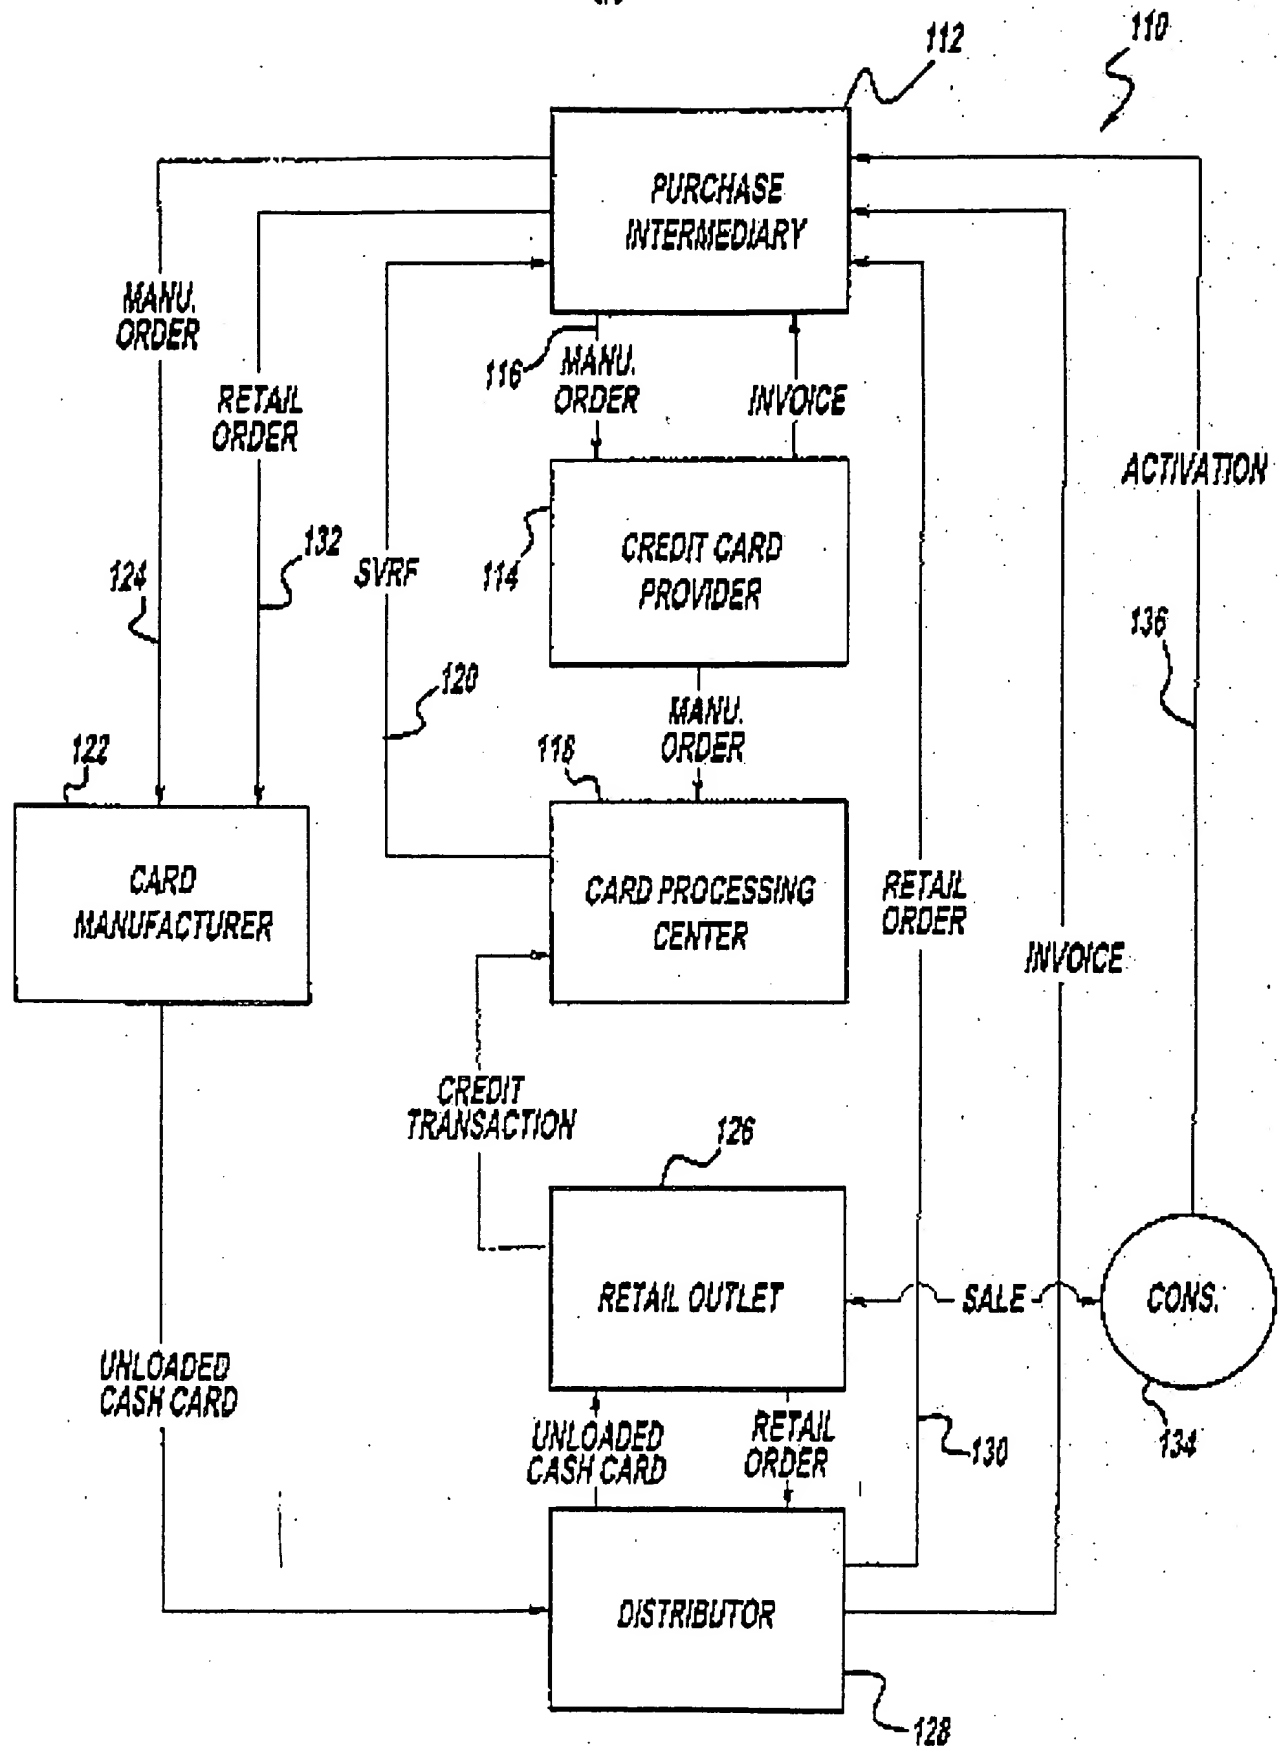 112
110
PURCHASE
INTERMEDIARY
MANU.
ORDER
116
MANU.
ORDER
INVOICE
RETAIL
ORDER
ACTIVATION
CREDIT CARD
PROVIDER
114
132
SVRF
124
136
120
MANU.
ORDER
118
122
CARD
MANUFACTURER
CARD PROCESSING
CENTER
RETAIL
ORDER
INVOICE
CREDIT
TRANSACTION
126
RETAIL OUTLET
SALE
CONS.
UNLOADED
CASH CARD
UNLOADED
CASH CARD
RETAIL
ORDER
130
134
DISTRIBUTOR
128